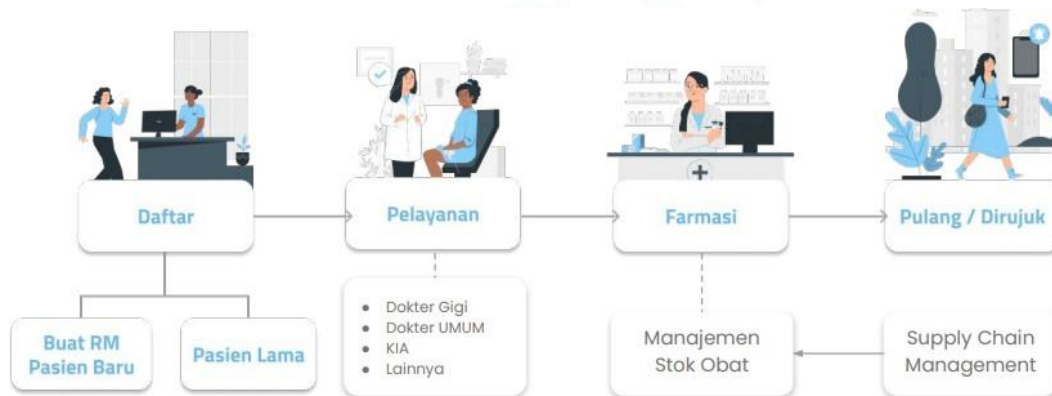 Daftar
Pelayanan
Farmasi
Pulang / Dirujuk
Buat RM
Pasien Baru
Pasien Lama
Dokter Gigi
Dokter UMUM
KIA
Lainnya
Manajemen
Stok Obat
Supply Chain
Management